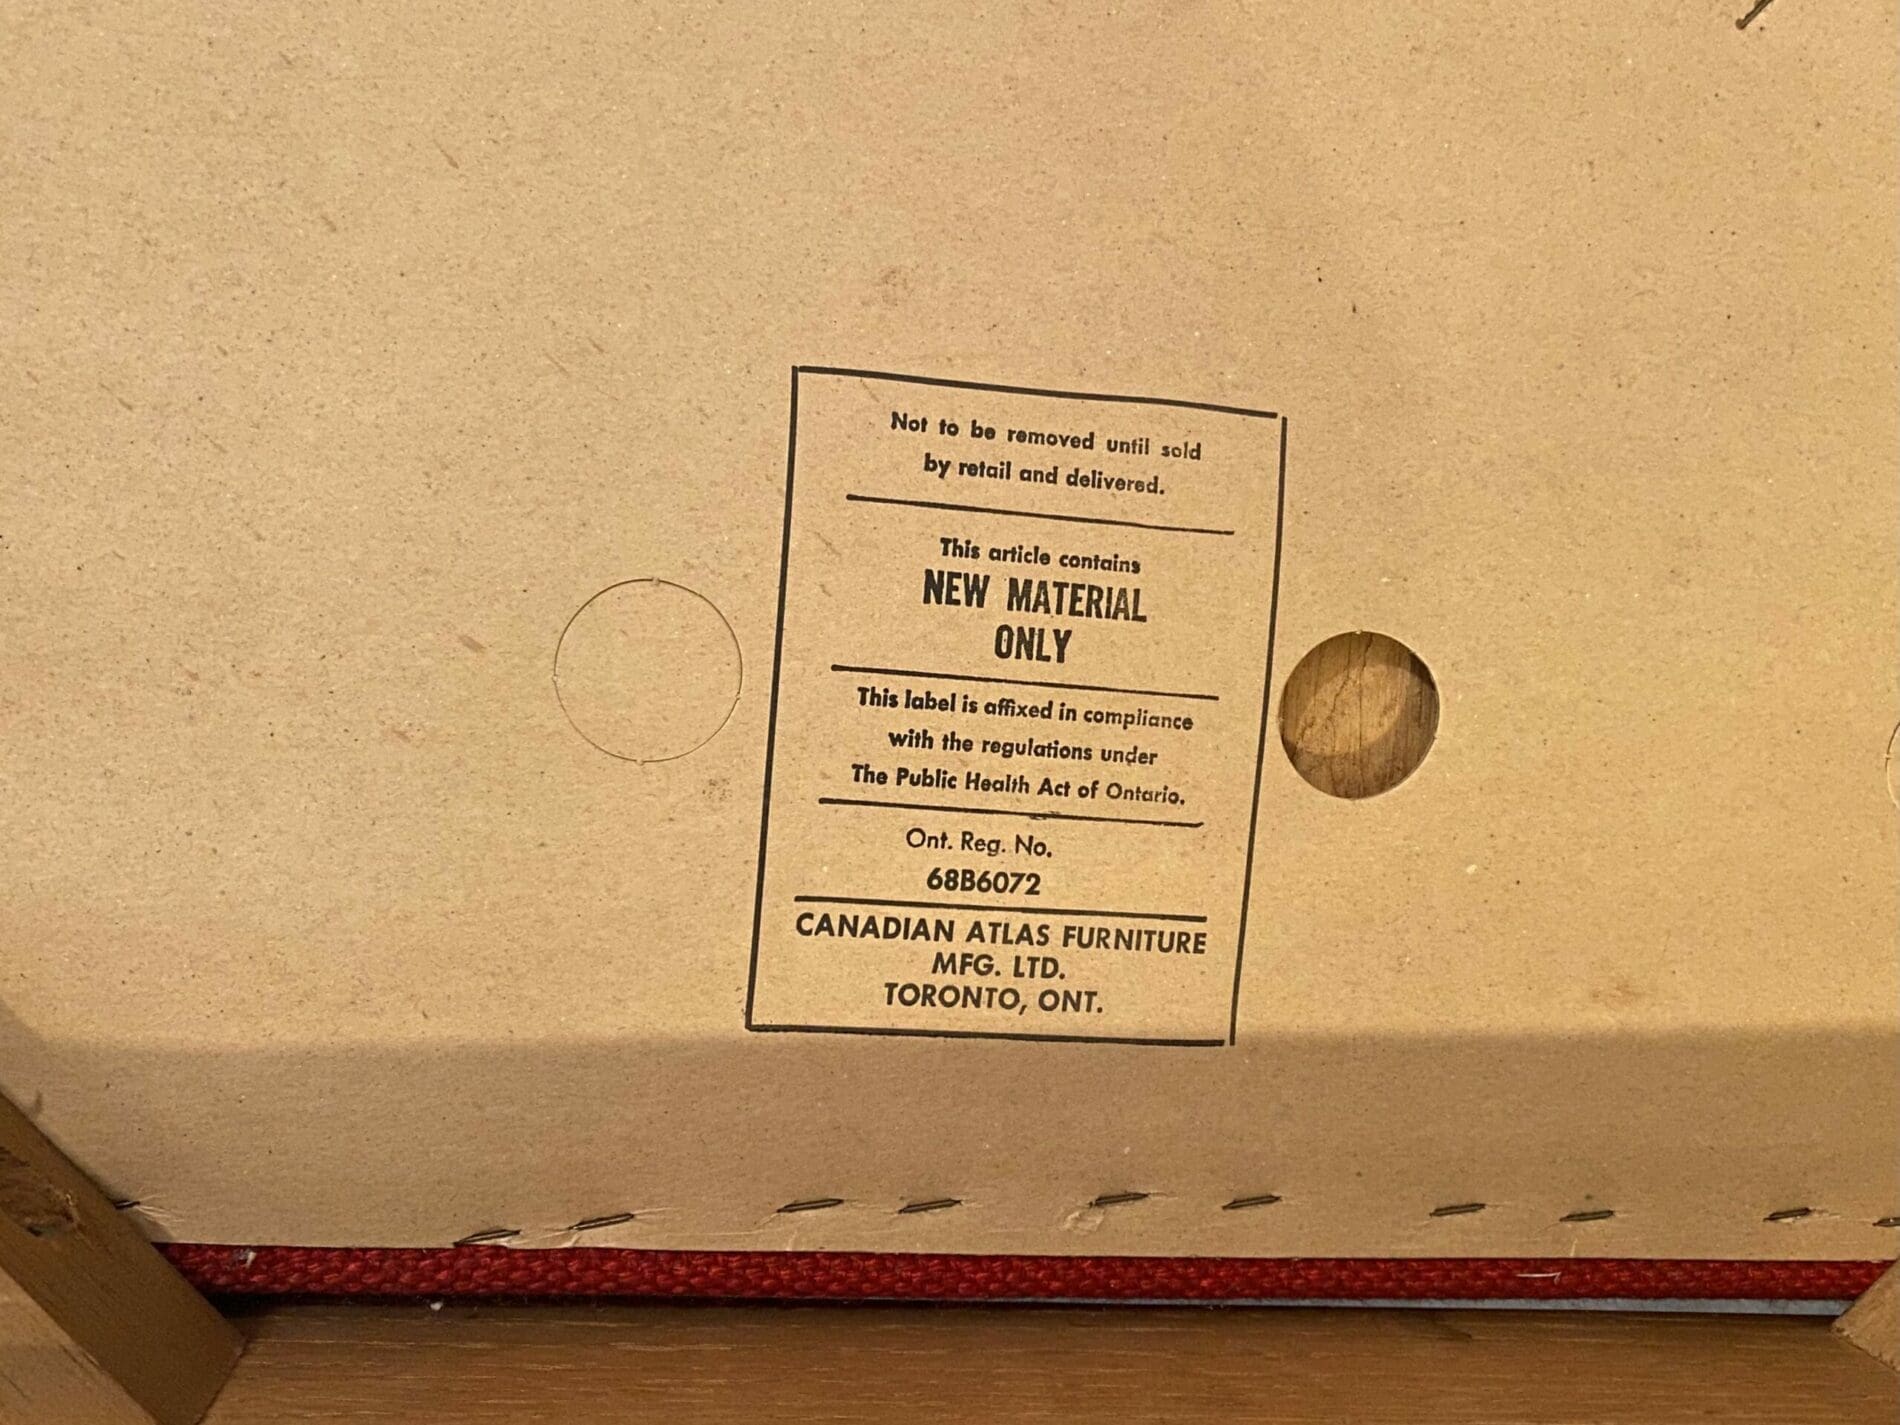 Not to be removed until sold
by retail and delivered.
This article contains
NEW MATERIAL
ONLY
This label is affixed in compliance
with the regulations under
The Public Health Act of Ontario.
Ont. Reg. No.
68B6072
CANADIAN ATLAS FURNITURE
MFG. LTD.
TORONTO, ONT.